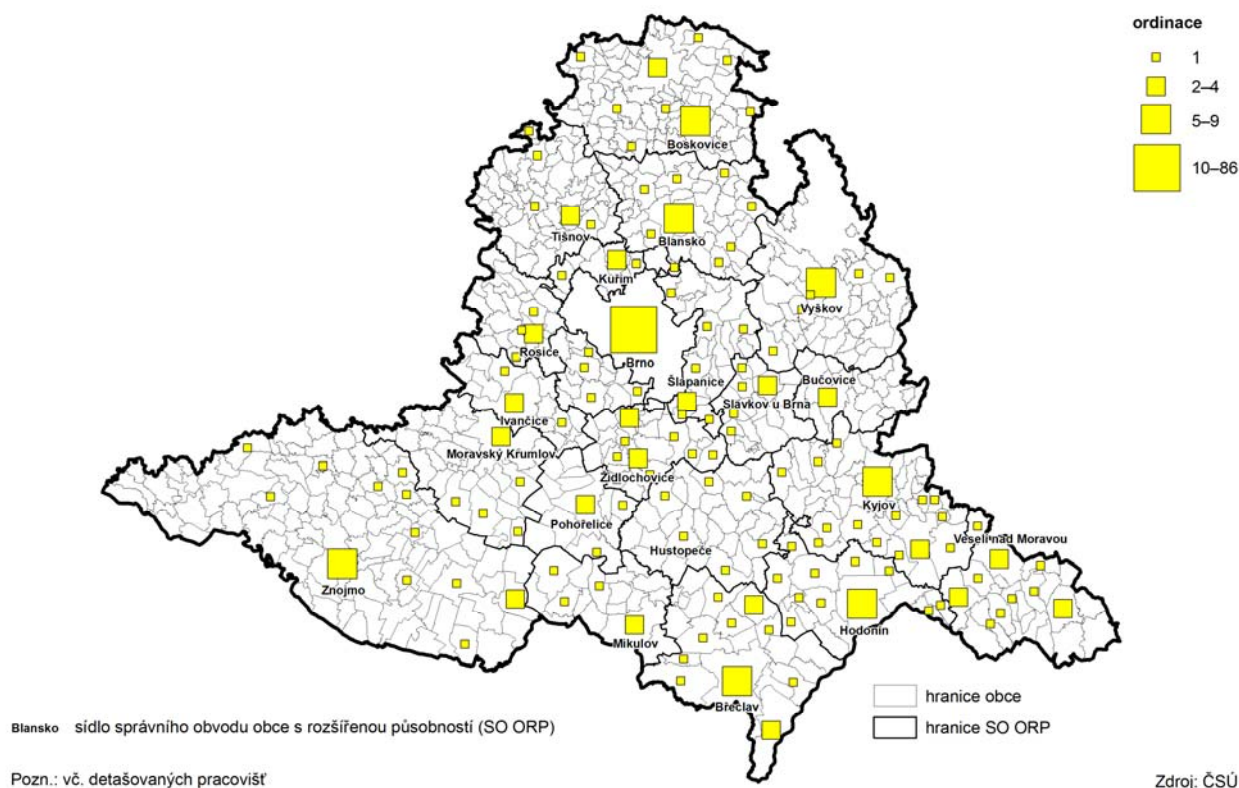 ordinace
1
2–4
5–9
10–86
Boskovice
Tišnov
Blansko
Kuřim
Vyškov
Rosice
Brno
Šlapanice
Bučovice
Slavkov u Brna
Ivančice
Moravský Krumlov
Židlochovice
Kyjov
Pohořelice
Hustopeče
Veselí nad Moravou
Znojmo
Hodonín
Mikulov
Břeclav
Blansko sídlo správního obvodu obce s rozšířenou působností (SO ORP)
hranice obce
hranice SO ORP
Pozn.: vč. detašovaných pracovišť
Zdroj: ČSÚ